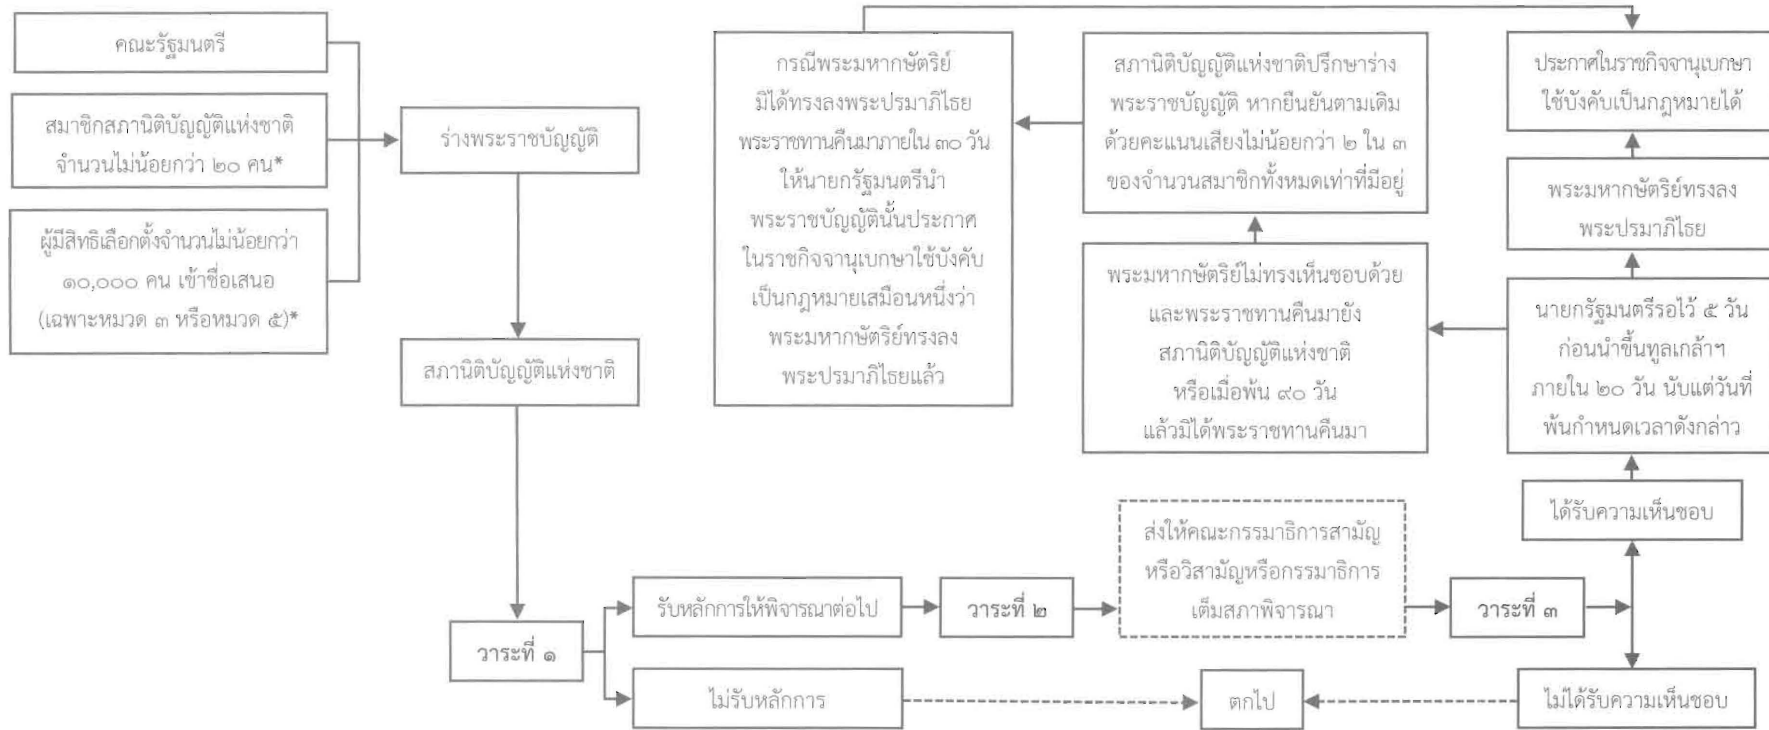 คณะรัฐมนตรี
สมาชิกสภานิติบัญญัติแห่งชาติ
จำนวนไม่น้อยกว่า ๒๐ คน*
ผู้มีสิทธิเลือกตั้งจำนวนไม่น้อยกว่า
๑๐,๐๐๐ คน เข้าชื่อเสนอ
(เฉพาะหมวด ๓ หรือหมวด ๕)*
ร่างพระราชบัญญัติ
สภานิติบัญญัติแห่งชาติ
วาระที่ ๑
รับหลักการให้พิจารณาต่อไป
ไม่รับหลักการ
วาระที่ ๒
ส่งให้คณะกรรมาธิการสามัญ
หรือวิสามัญหรือกรรมาธิการ
เต็มสภาพิจารณา
วาระที่ ๓
ตกไป
ไม่ได้รับความเห็นชอบ
ได้รับความเห็นชอบ
นายกรัฐมนตรีรอไว้ ๕ วัน
ก่อนนำขึ้นทูลเกล้าฯ
ภายใน ๒๐ วัน นับแต่วันที่
พ้นกำหนดเวลาดังกล่าว
พระมหากษัตริย์ทรงลง
พระปรมาภิไธย
ประกาศในราชกิจจานุเบกษา
ใช้บังคับเป็นกฎหมายได้
พระมหากษัตริย์ไม่ทรงเห็นชอบด้วย
และพระราชทานคืนมายัง
สภานิติบัญญัติแห่งชาติ
หรือเมื่อพ้น ๙๐ วัน
แล้วมิได้พระราชทานคืนมา
สภานิติบัญญัติแห่งชาติปรึกษาร่าง
พระราชบัญญัติ หากยืนยันตามเดิม
ด้วยคะแนนเสียงไม่น้อยกว่า ๒ ใน ๓
ของจำนวนสมาชิกทั้งหมดเท่าที่มีอยู่
กรณีพระมหากษัตริย์
มิได้ทรงลงพระปรมาภิไธย
พระราชทานคืนมาภายใน ๓๐ วัน
ให้นายกรัฐมนตรีนำ
พระราชบัญญัตินั้นประกาศ
ในราชกิจจานุเบกษาใช้บังคับ
เป็นกฎหมายเสมือนหนึ่งว่า
พระมหากษัตริย์ทรงลง
พระปรมาภิไธยแล้ว